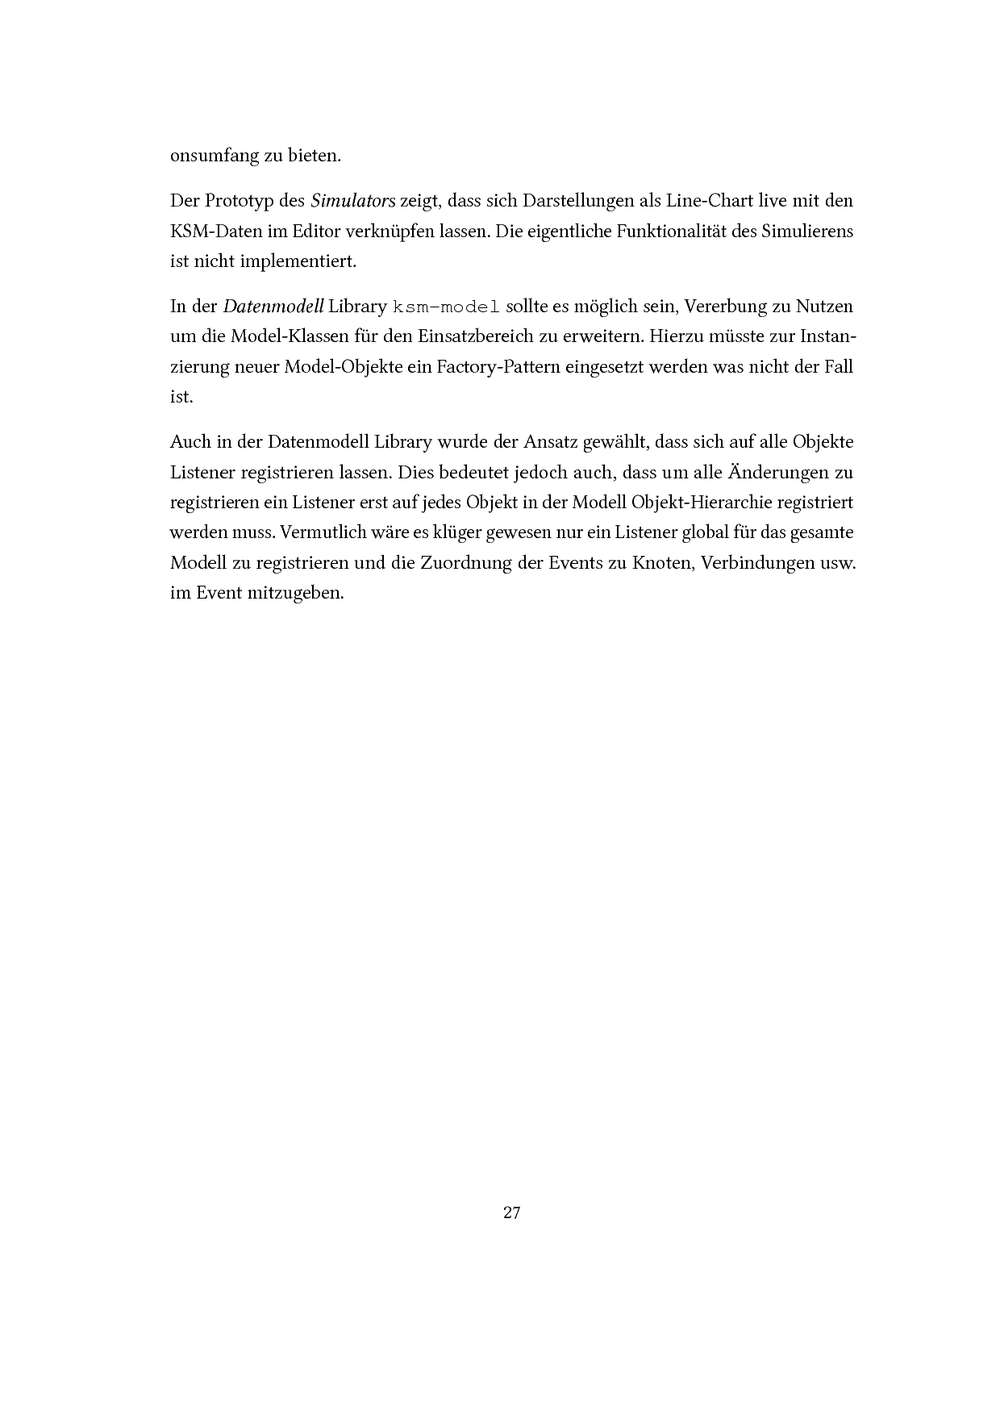 onsumfang zu bieten.
Der Prototyp des Simulators zeigt, dass sich Darstellungen als Line-Chart live mit den
KSM-Daten im Editor verknüpfen lassen. Die eigentliche Funktionalität des Simulierens
ist nicht implementiert.
In der Datenmodell Library ksm-model sollte es möglich sein, Vererbung zu Nutzen
um die Model-Klassen für den Einsatzbereich zu erweitern. Hierzu müsste zur Instan-
zierung neuer Model-Objekte ein Factory-Pattern eingesetzt werden was nicht der Fall
ist.
Auch in der Datenmodell Library wurde der Ansatz gewählt, dass sich auf alle Objekte
Listener registrieren lassen. Dies bedeutet jedoch auch, dass um alle Änderungen zu
registrieren ein Listener erst auf jedes Objekt in der Modell Objekt-Hierarchie registriert
werden muss. Vermutlich wäre es klüger gewesen nur ein Listener global für das gesamte
Modell zu registrieren und die Zuordnung der Events zu Knoten, Verbindungen usw.
im Event mitzugeben.
27